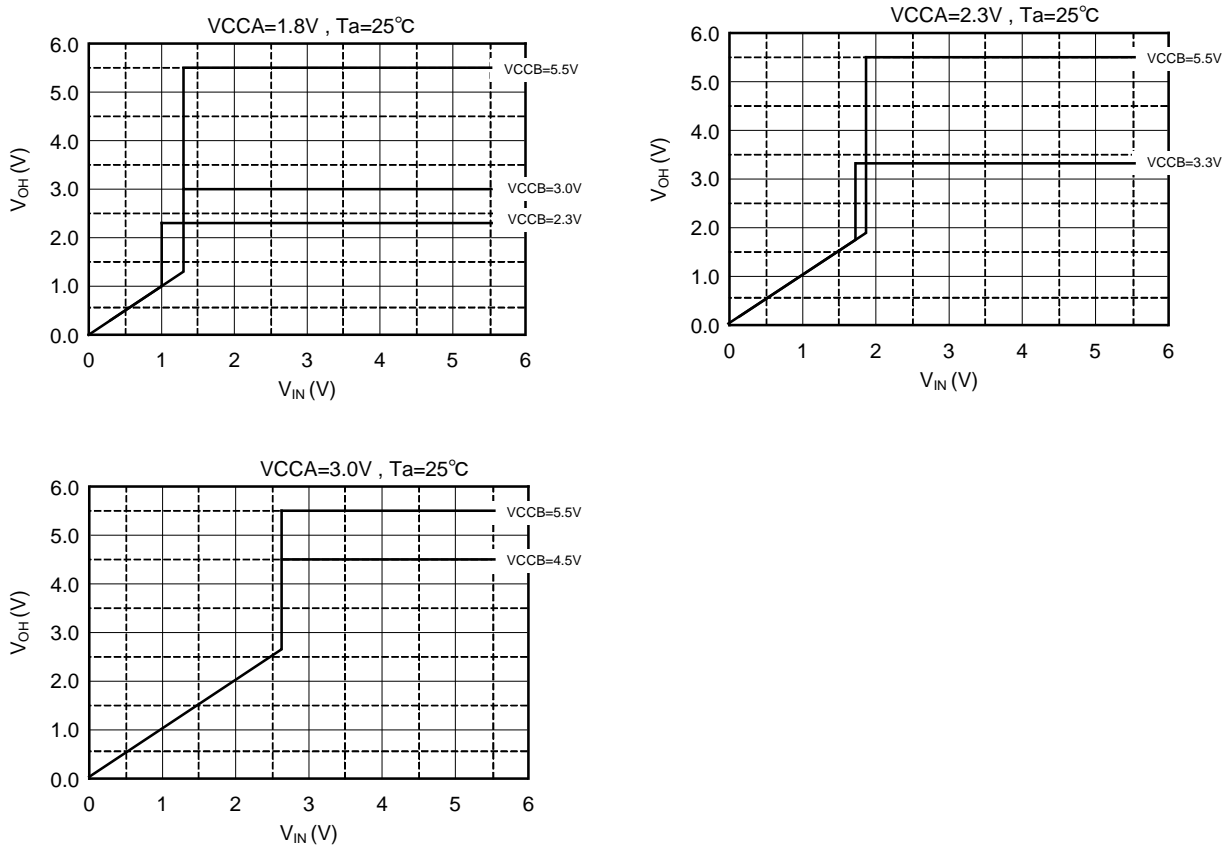 VCCA=1.8V , Ta=25℃
6.0
5.0
4.0
3.0
2.0
1.0
0.0
VOH (V)
VCCB=5.5V
VCCB=3.0V
VCCB=2.3V
0 1 2 3 4 5 6
VIN (V)
VCCA=2.3V , Ta=25℃
6.0
5.0
4.0
3.0
2.0
1.0
0.0
VOH (V)
VCCB=5.5V
VCCB=3.3V
0 1 2 3 4 5 6
VIN (V)
VCCA=3.0V , Ta=25℃
6.0
5.0
4.0
3.0
2.0
1.0
0.0
VOH (V)
VCCB=5.5V
VCCB=4.5V
0 1 2 3 4 5 6
VIN (V)